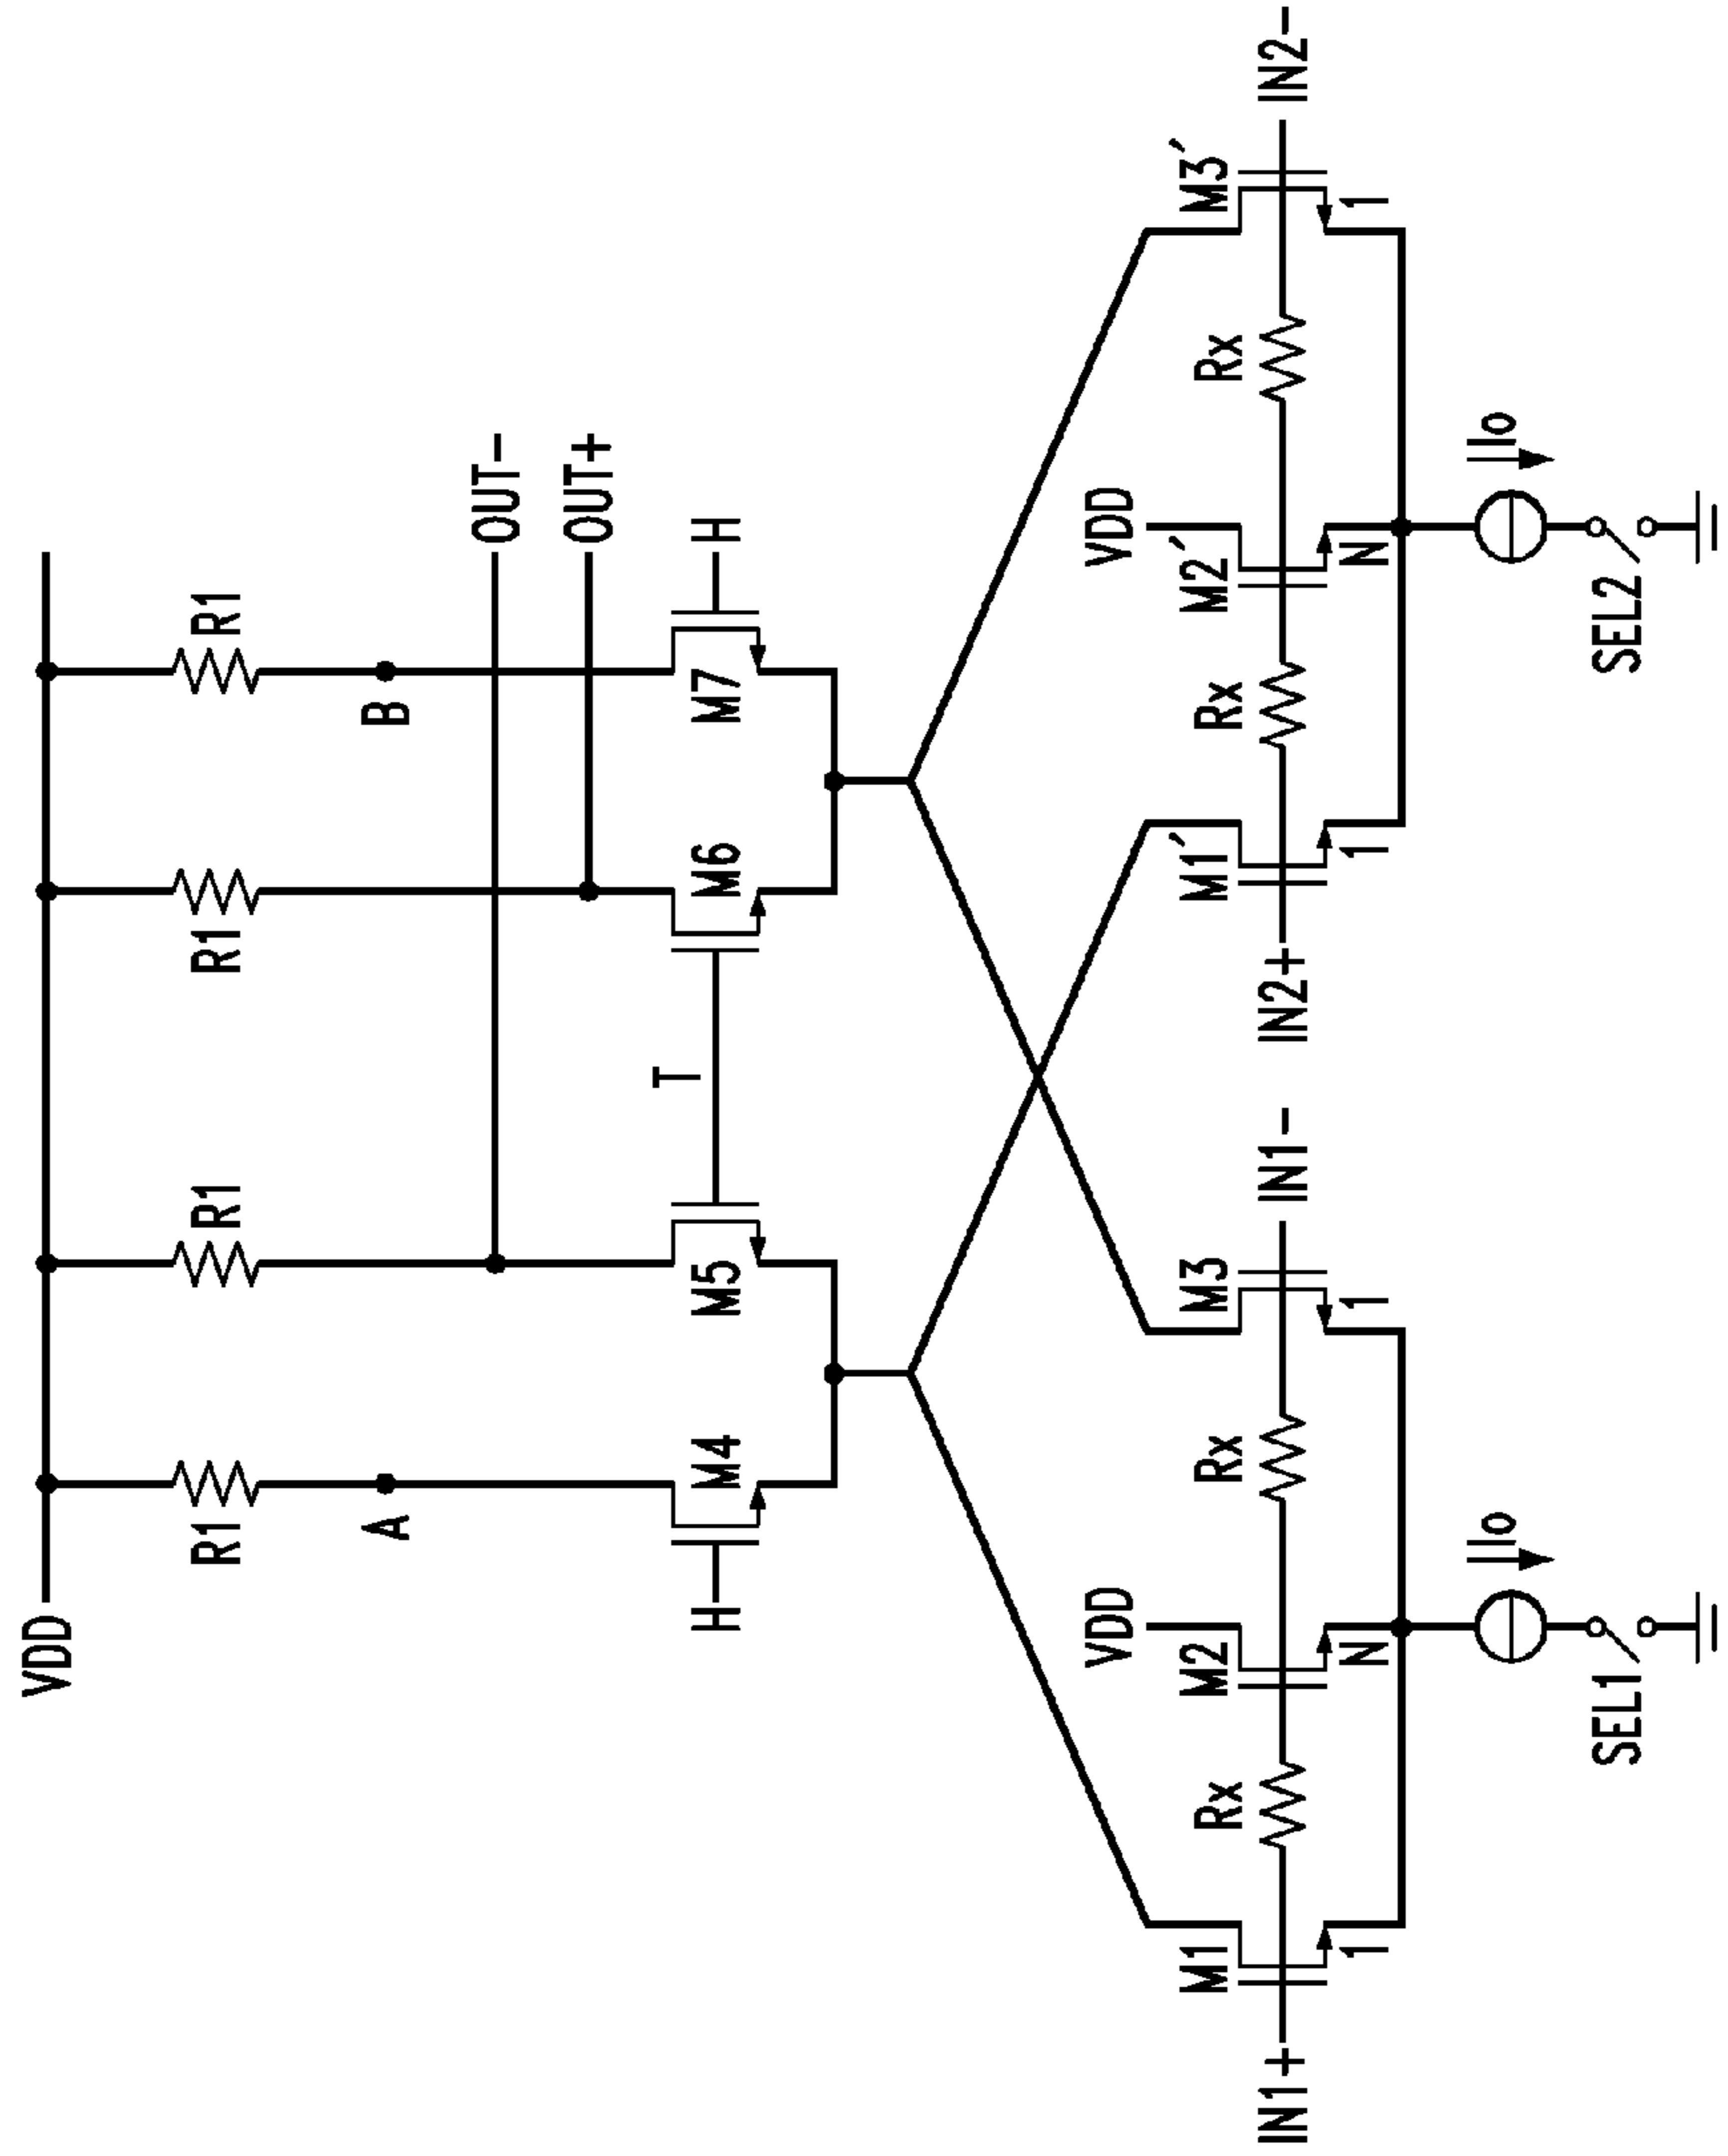 VDD
R1
R1
R1
R1
A
B
OUT-
OUT+
T
H
M4
M5
M6
M7
H
VDD
VDD
M1
Rx
M2
Rx
M3
M1´
Rx
M2´
Rx
M3´
IN1+
IN1-
IN2+
IN2-
1
N
1
1
N
1
Io
Io
SEL1
SEL2